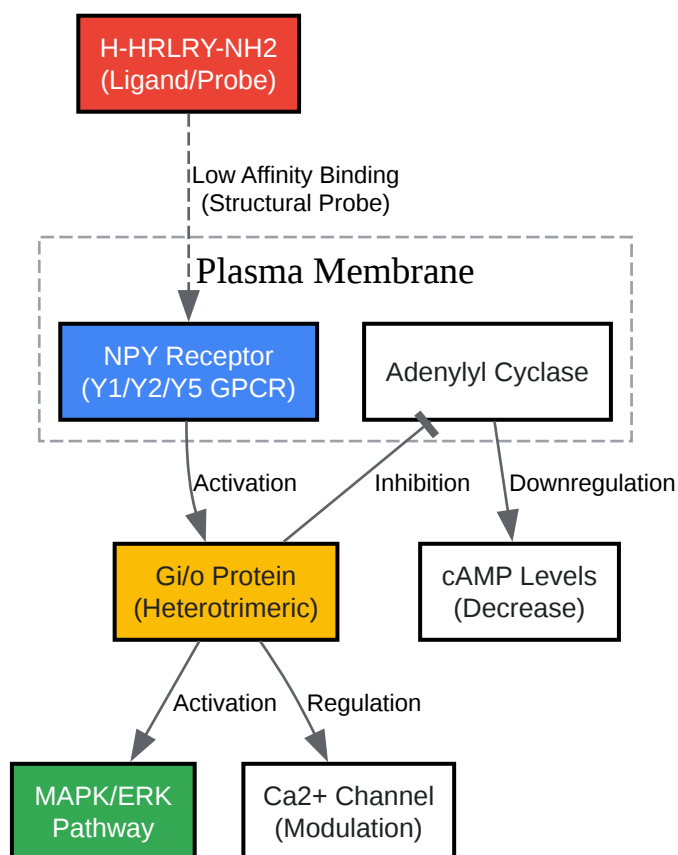 H-HRLRY-NH2
(Ligand/Probe)
Low Affinity Binding
(Structural Probe)
Plasma Membrane
NPY Receptor
(Y1/Y2/Y5 GPCR)
Adenylyl Cyclase
Activation
Inhibition
Downregulation
Gi/o Protein
(Heterotrimeric)
cAMP Levels
(Decrease)
Activation
Regulation
MAPK/ERK
Pathway
Ca2+ Channel
(Modulation)